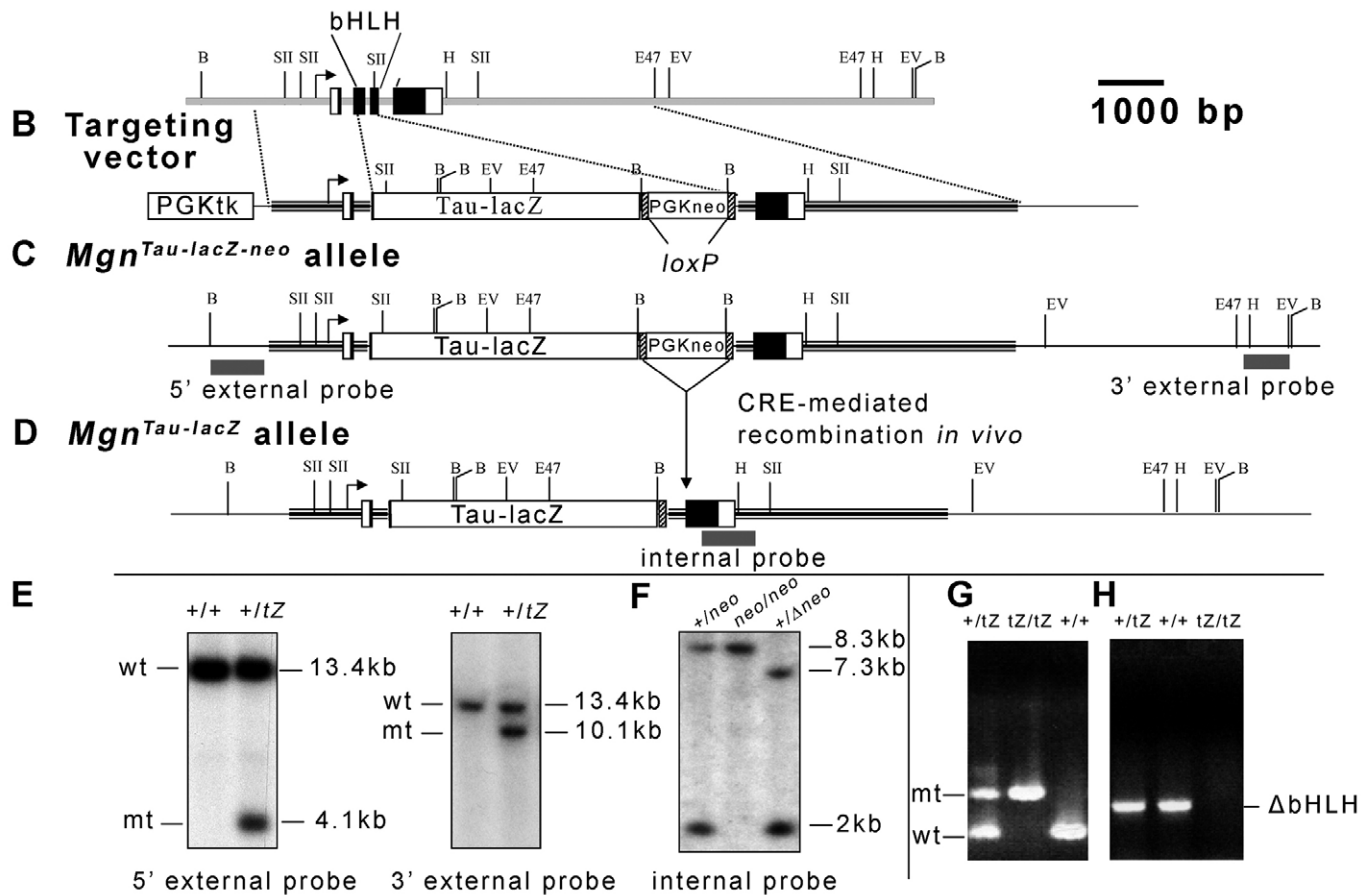 bHLH
B SII SII SII H SII E47 EV E47 H EV B
1000 bp
B Targeting vector
SII B B EV E47 B B H SII
PGKtk Tau-lacZ PGKneo
loxP
C Mgn^Tau-lacZ-neo allele
B SII SII SII B B EV E47 B B H SII EV E47 H EV B
Tau-lacZ PGKneo
5' external probe 3' external probe
CRE-mediated
recombination in vivo
D Mgn^Tau-lacZ allele
B SII SII SII B B EV E47 B H SII EV E47 H EV B
Tau-lacZ
internal probe
E F G H
+/+ +/tZ
wt 13.4kb
mt 4.1kb
5' external probe
+/+ +/tZ
wt 13.4kb
mt 10.1kb
3' external probe
+/neo neo/neo +/Δneo
8.3kb
7.3kb
2kb
internal probe
+/tZ tZ/tZ +/+
mt
wt
+/tZ +/+ tZ/tZ
ΔbHLH